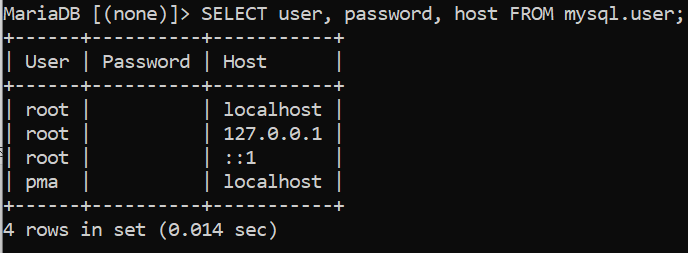 MariaDB [(none)]> SELECT user, password, host FROM mysql.user;
+------+----------+-----------+
| User | Password | Host      |
+------+----------+-----------+
| root |          | localhost |
| root |          | 127.0.0.1 |
| root |          | ::1       |
| pma  |          | localhost |
+------+----------+-----------+
4 rows in set (0.014 sec)